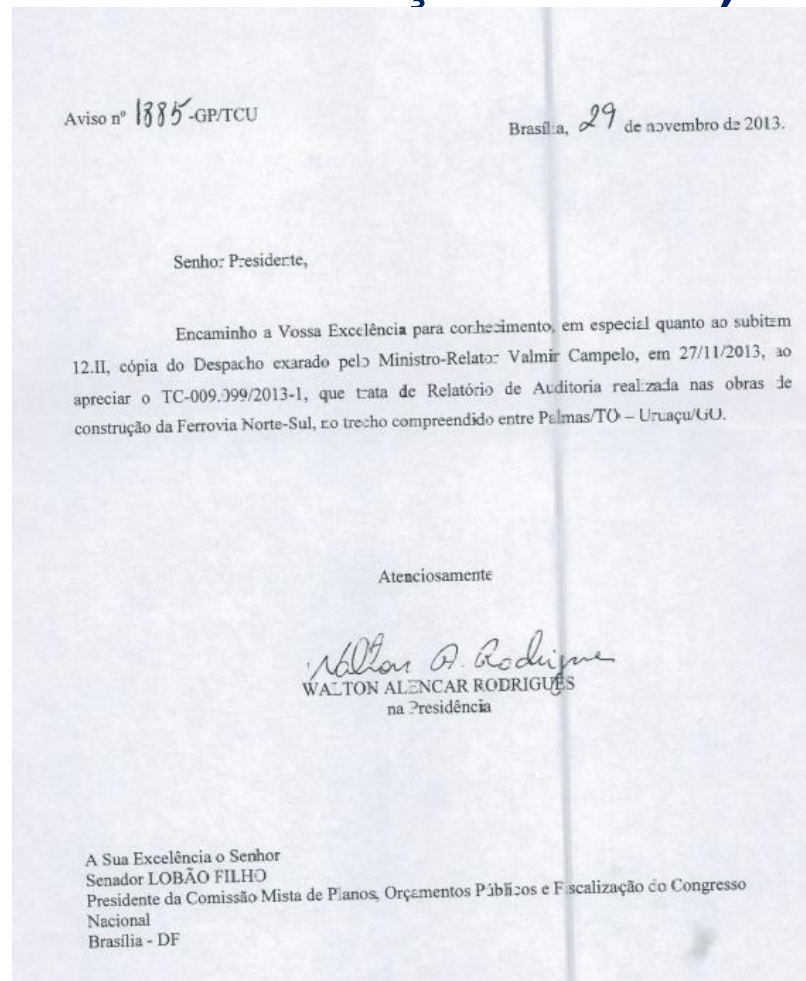 Aviso nº 1885-GP/TCU
Brasília, 29 de novembro de 2013.
Senhor Presidente,
Encaminho a Vossa Excelência para conhecimento, em especial quanto ao subitem
12.II, cópia do Despacho exarado pelo Ministro-Relator Valmir Campelo, em 27/11/2013, ao
apreciar o TC-009.099/2013-1, que trata de Relatório de Auditoria realizada nas obras de
construção da Ferrovia Norte-Sul, no trecho compreendido entre Palmas/TO – Uruaçu/GO.
Atenciosamente
Walton A. Rodrigues
WALTON ALENCAR RODRIGUES
na Presidência
A Sua Excelência o Senhor
Senador LOBÃO FILHO
Presidente da Comissão Mista de Planos, Orçamentos Públicos e Fiscalização do Congresso
Nacional
Brasília - DF